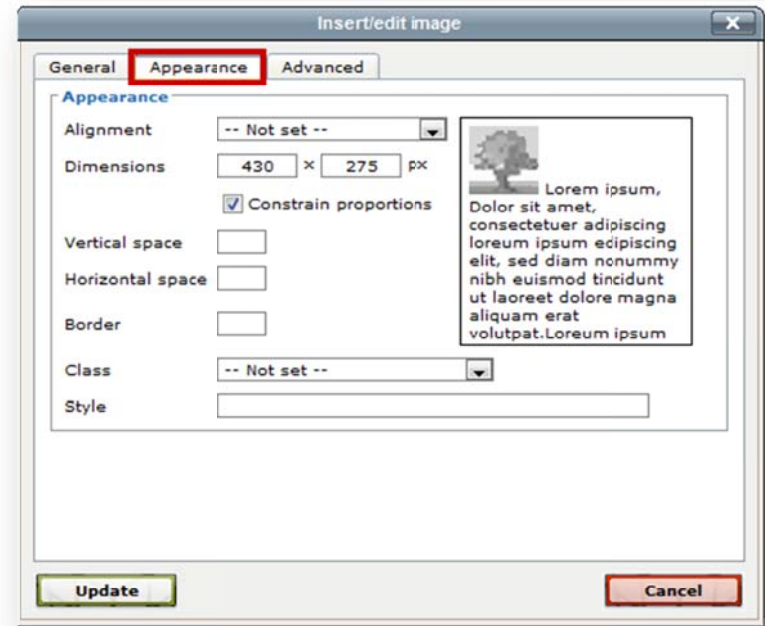 Insert/edit image
General Appearance Advanced
Appearance
Alignment -- Not set --
Dimensions 430 × 275 px
Constrain proportions
Vertical space
Horizontal space
Border
Class -- Not set --
Style
Lorem ipsum,
Dolor sit amet,
consectetuer adipiscing
loreum ipsum edipiscing
elit, sed diam nonummy
nibh euismod tincidunt
ut laoreet dolore magna
aliquam erat
volutpat.Loreum ipsum
Update Cancel